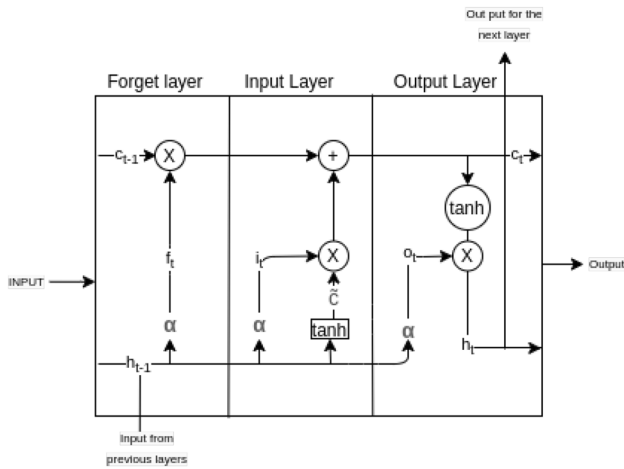 Out put for the
next layer
Forget layer
Input Layer
Output Layer
c_{t-1}
X
+
c_t
tanh
f_t
i_t
X
o_t
X
INPUT
Output
c̃
α
α
tanh
α
h_t
h_{t-1}
Input from
previous layers